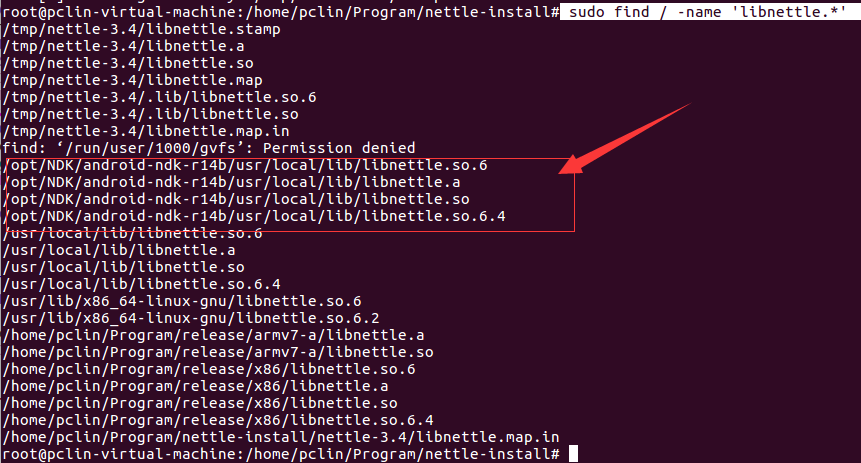 root@pclin-virtual-machine:/home/pclin/Program/nettle-install# sudo find / -name 'libnettle.*'
/tmp/nettle-3.4/libnettle.stamp
/tmp/nettle-3.4/libnettle.a
/tmp/nettle-3.4/libnettle.so
/tmp/nettle-3.4/libnettle.map
/tmp/nettle-3.4/.lib/libnettle.so.6
/tmp/nettle-3.4/.lib/libnettle.so
/tmp/nettle-3.4/libnettle.map.in
find: ‘/run/user/1000/gvfs’: Permission denied
/opt/NDK/android-ndk-r14b/usr/local/lib/libnettle.so.6
/opt/NDK/android-ndk-r14b/usr/local/lib/libnettle.a
/opt/NDK/android-ndk-r14b/usr/local/lib/libnettle.so
/opt/NDK/android-ndk-r14b/usr/local/lib/libnettle.so.6.4
/usr/local/lib/libnettle.so.6
/usr/local/lib/libnettle.a
/usr/local/lib/libnettle.so
/usr/local/lib/libnettle.so.6.4
/usr/lib/x86_64-linux-gnu/libnettle.so.6
/usr/lib/x86_64-linux-gnu/libnettle.so.6.2
/home/pclin/Program/release/armv7-a/libnettle.a
/home/pclin/Program/release/armv7-a/libnettle.so
/home/pclin/Program/release/x86/libnettle.so.6
/home/pclin/Program/release/x86/libnettle.a
/home/pclin/Program/release/x86/libnettle.so
/home/pclin/Program/release/x86/libnettle.so.6.4
/home/pclin/Program/nettle-install/nettle-3.4/libnettle.map.in
root@pclin-virtual-machine:/home/pclin/Program/nettle-install#